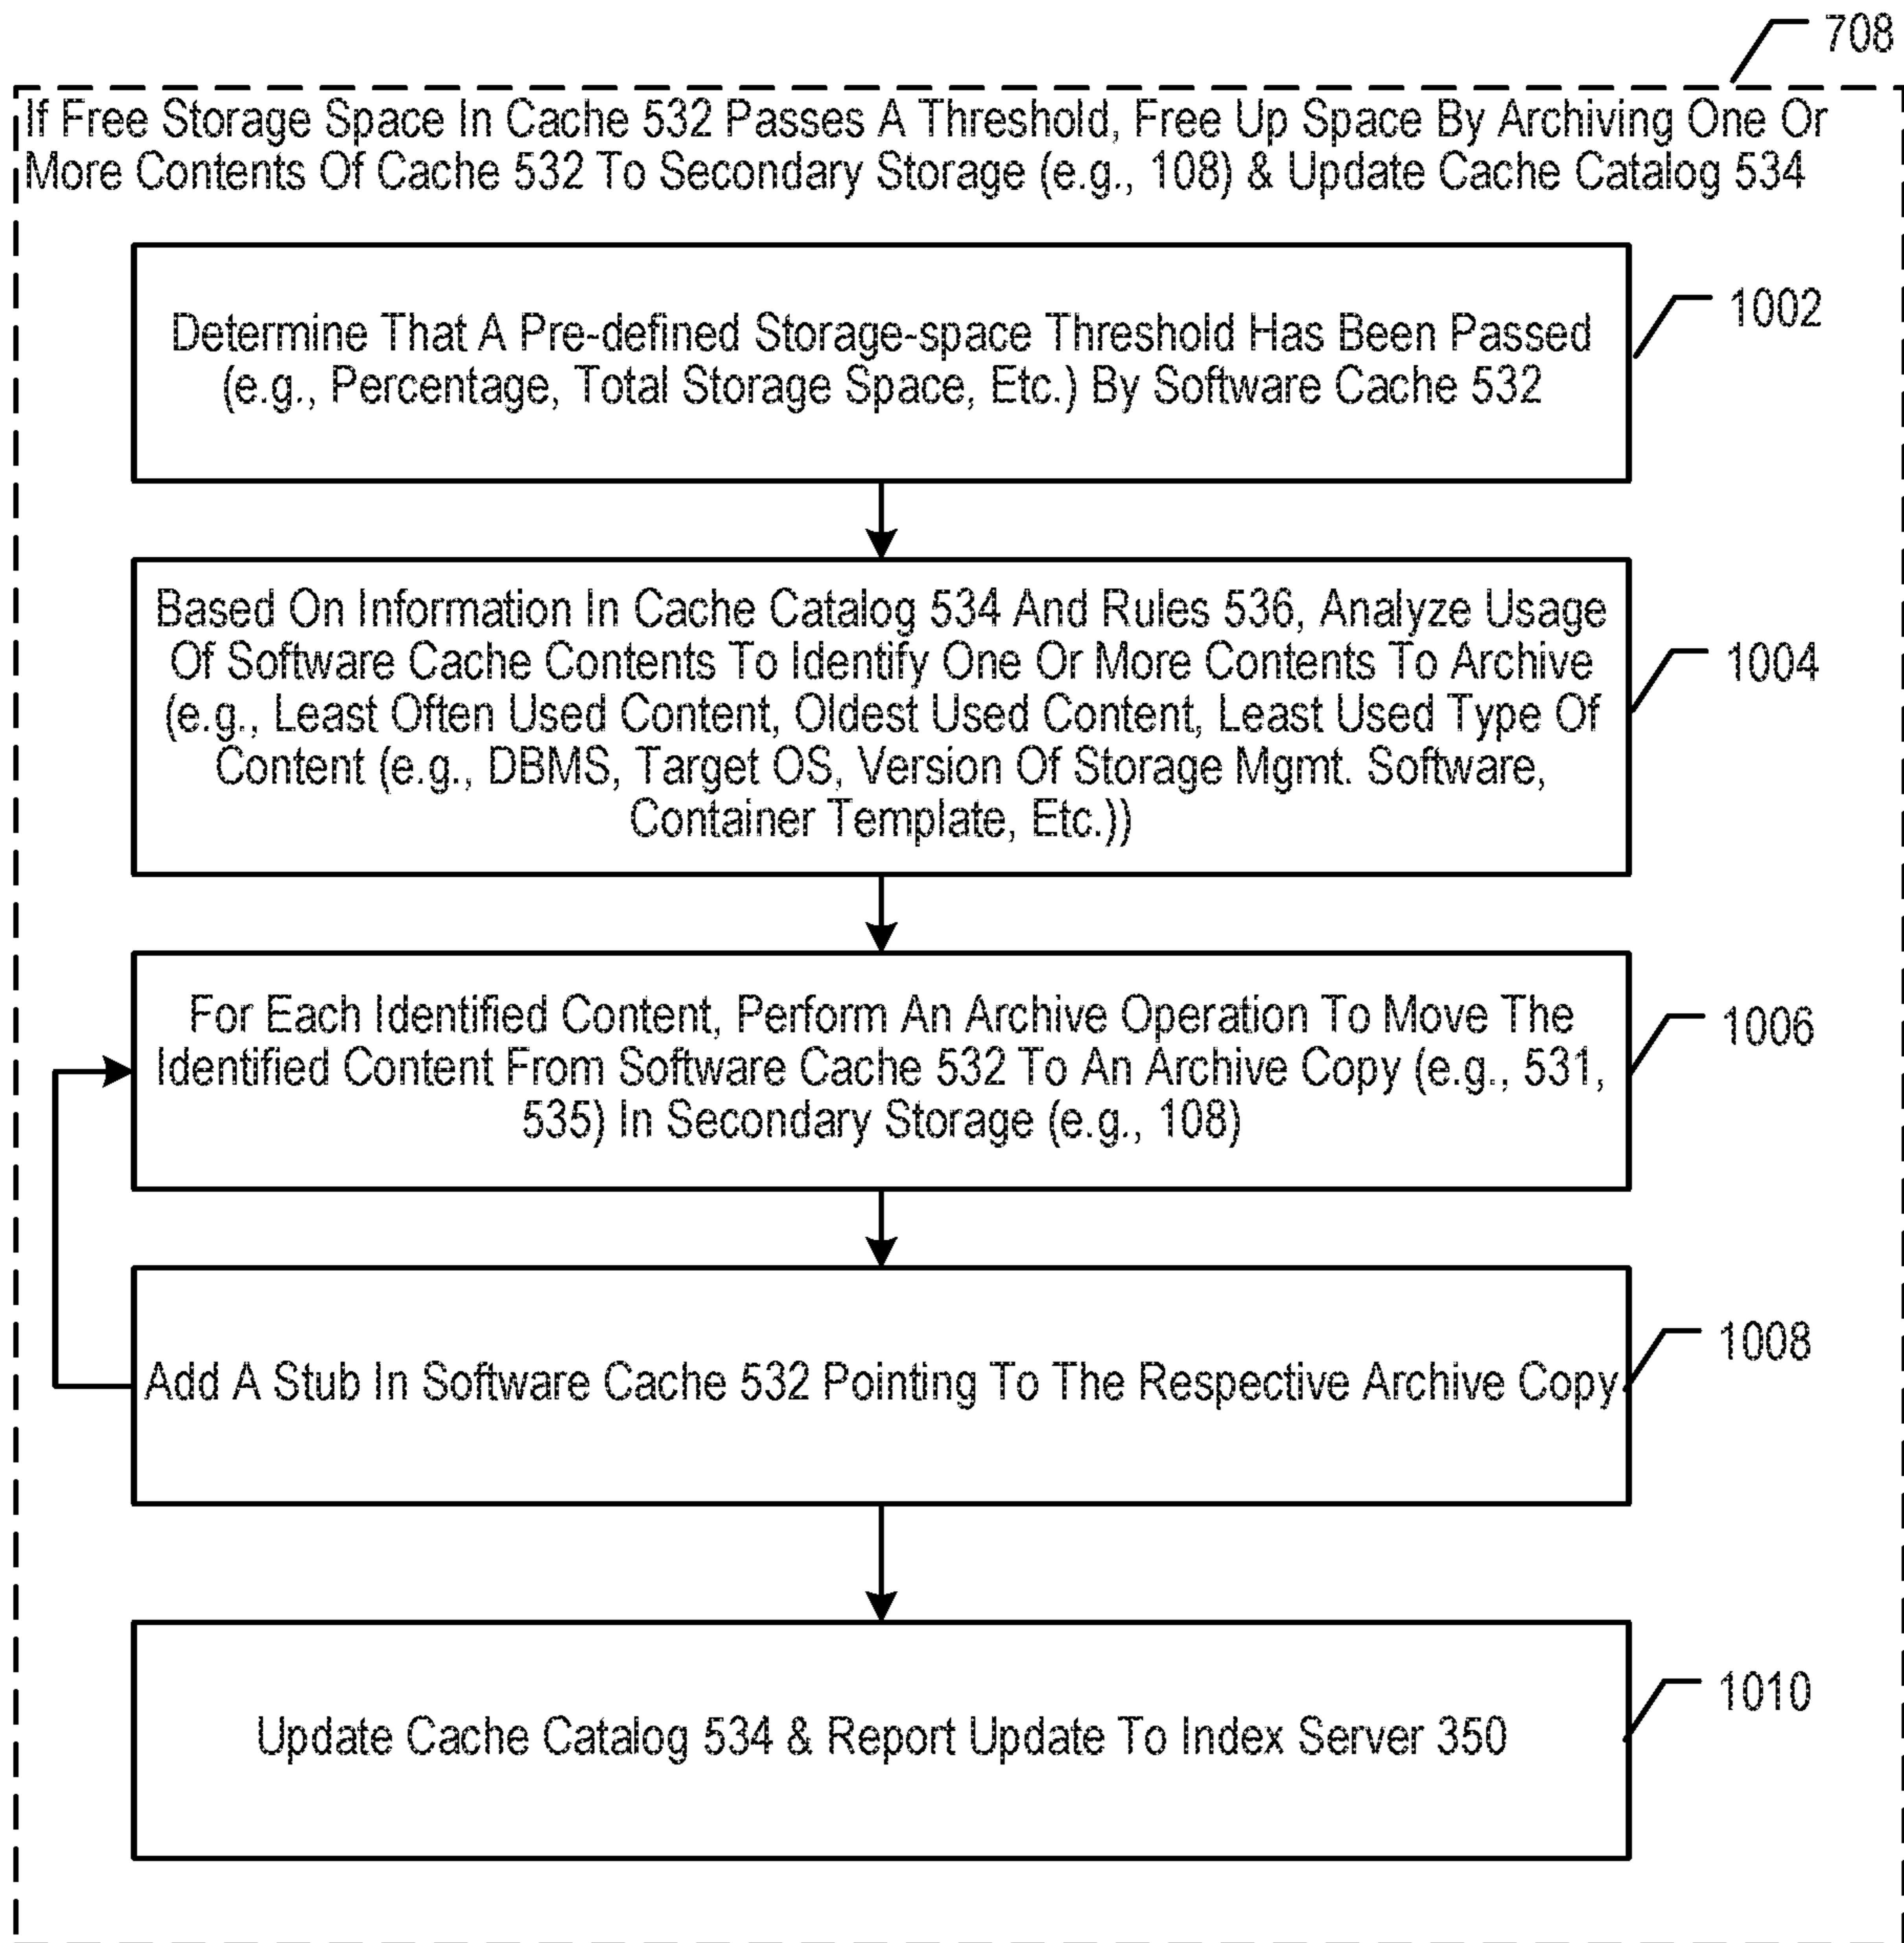 708
If Free Storage Space In Cache 532 Passes A Threshold, Free Up Space By Archiving One Or
More Contents Of Cache 532 To Secondary Storage (e.g., 108) & Update Cache Catalog 534
Determine That A Pre-defined Storage-space Threshold Has Been Passed
(e.g., Percentage, Total Storage Space, Etc.) By Software Cache 532
1002
Based On Information In Cache Catalog 534 And Rules 536, Analyze Usage
Of Software Cache Contents To Identify One Or More Contents To Archive
(e.g., Least Often Used Content, Oldest Used Content, Least Used Type Of
Content (e.g., DBMS, Target OS, Version Of Storage Mgmt. Software,
Container Template, Etc.))
1004
For Each Identified Content, Perform An Archive Operation To Move The
Identified Content From Software Cache 532 To An Archive Copy (e.g., 531,
535) In Secondary Storage (e.g., 108)
1006
Add A Stub In Software Cache 532 Pointing To The Respective Archive Copy
1008
Update Cache Catalog 534 & Report Update To Index Server 350
1010